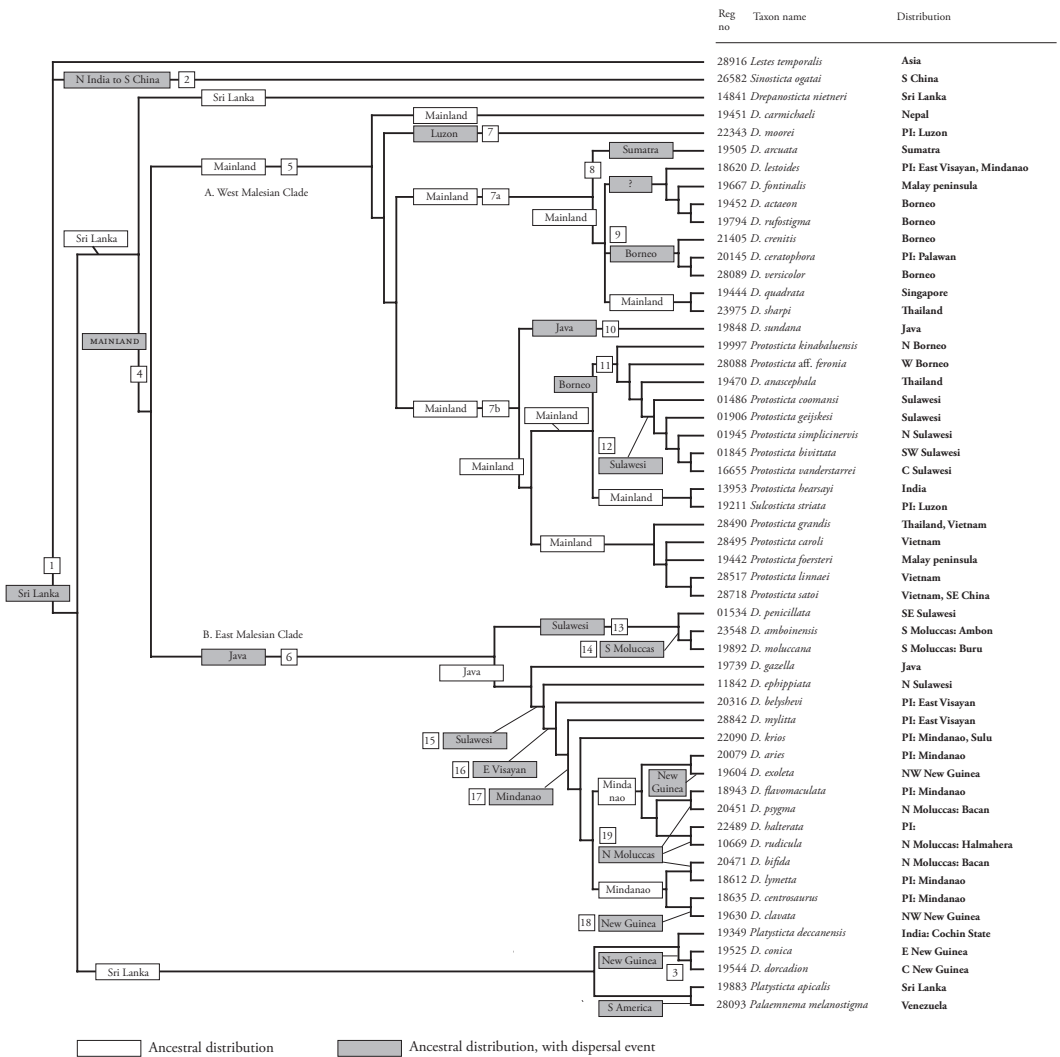 Reg no Taxon name Distribution
28916 Lestes temporalis Asia
N India to S China 2 26582 Sinosticta ogatai S China
Sri Lanka 14841 Drepanosticta nietneri Sri Lanka
Mainland 19451 D. carmichaeli Nepal
Luzon 7 22343 D. moorei PI: Luzon
Sumatra 19505 D. arcuata Sumatra
Mainland 5 8 18620 D. lestoides PI: East Visayan, Mindanao
A. West Malesian Clade ? 19667 D. fontinalis Malay peninsula
Mainland 7a 19452 D. actaeon Borneo
Mainland 19794 D. rufostigma Borneo
Sri Lanka 9 21405 D. crenitis Borneo
Borneo 20145 D. ceratophora PI: Palawan
28089 D. versicolor Borneo
19444 D. quadrata Singapore
Mainland 23975 D. sharpi Thailand
Java 10 19848 D. sundana Java
MAINLAND 19997 Protosticta kinabaluensis N Borneo
11 28088 Protosticta aff. feronia W Borneo
4 Borneo 19470 D. anascephala Thailand
01486 Protosticta coomansi Sulawesi
Mainland 7b Mainland 01906 Protosticta geijskesi Sulawesi
12 01945 Protosticta simplicinervis N Sulawesi
01845 Protosticta bivittata SW Sulawesi
Mainland Sulawesi 16655 Protosticta vanderstarrei C Sulawesi
13953 Protosticta hearsayi India
Mainland 19211 Sulcosticta striata PI: Luzon
28490 Protosticta grandis Thailand, Vietnam
Mainland 28495 Protosticta caroli Vietnam
1 19442 Protosticta foersteri Malay peninsula
28517 Protosticta linnaei Vietnam
Sri Lanka 28718 Protosticta satoi Vietnam, SE China
01534 D. penicillata SE Sulawesi
B. East Malesian Clade Sulawesi 13 23548 D. amboinensis S Moluccas: Ambon
Java 6 14 S Moluccas 19892 D. moluccana S Moluccas: Buru
Java 19739 D. gazella Java
11842 D. ephippiata N Sulawesi
20316 D. belyshevi PI: East Visayan
28842 D. mylitta PI: East Visayan
15 Sulawesi 22090 D. krios PI: Mindanao, Sulu
20079 D. aries PI: Mindanao
16 E Visayan New Guinea 19604 D. exoleta NW New Guinea
17 Mindanao Minda nao 18943 D. flavomaculata PI: Mindanao
20451 D. psygma N Moluccas: Bacan
19 22489 D. halterata PI:
N Moluccas 10669 D. rudicula N Moluccas: Halmahera
20471 D. bifida N Moluccas: Bacan
Mindanao 18612 D. lymetta PI: Mindanao
18635 D. centrosaurus PI: Mindanao
18 New Guinea 19630 D. clavata NW New Guinea
19349 Platysticta deccanensis India: Cochin State
New Guinea 19525 D. conica E New Guinea
Sri Lanka 3 19544 D. dorcadion C New Guinea
19883 Platysticta apicalis Sri Lanka
S America 28093 Palaemnema melanostigma Venezuela
Ancestral distribution Ancestral distribution, with dispersal event